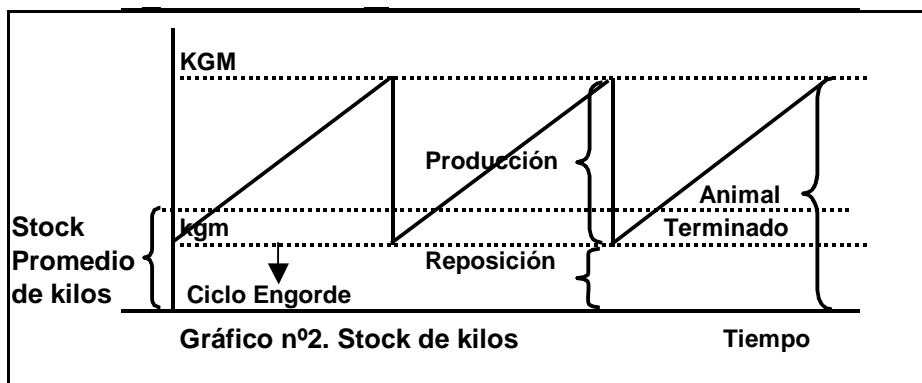 KGM
Producción
Animal
Stock
kgm
Terminado
Promedio
Reposición
de kilos
Ciclo Engorde
Gráfico nº2. Stock de kilos
Tiempo